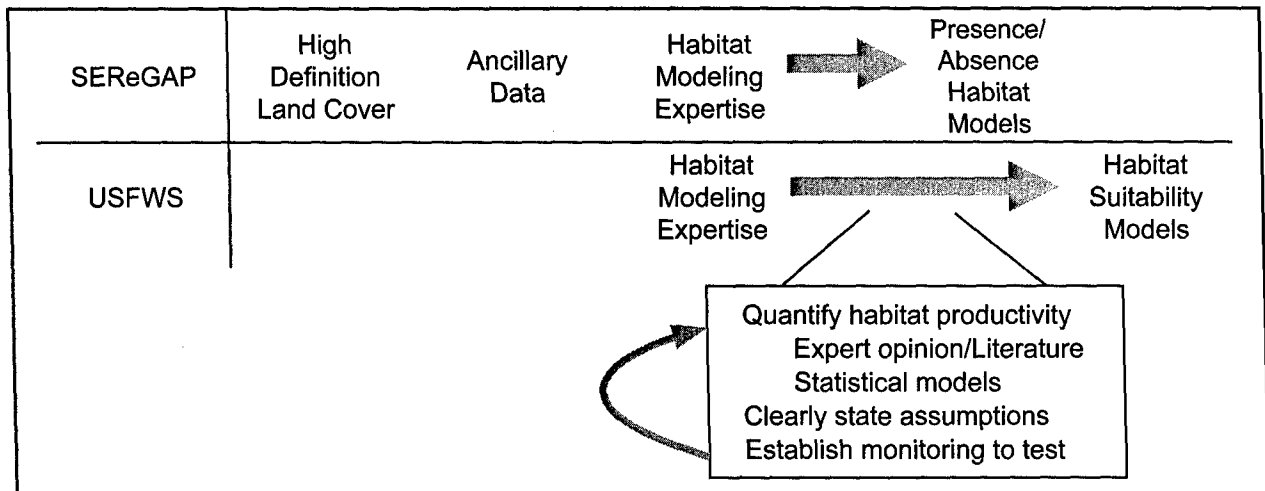 SEReGAP
High
Definition
Land Cover
Ancillary
Data
Habitat
Modeling
Expertise
Presence/
Absence
Habitat
Models
USFWS
Habitat
Modeling
Expertise
Habitat
Suitability
Models
Quantify habitat productivity
Expert opinion/Literature
Statistical models
Clearly state assumptions
Establish monitoring to test